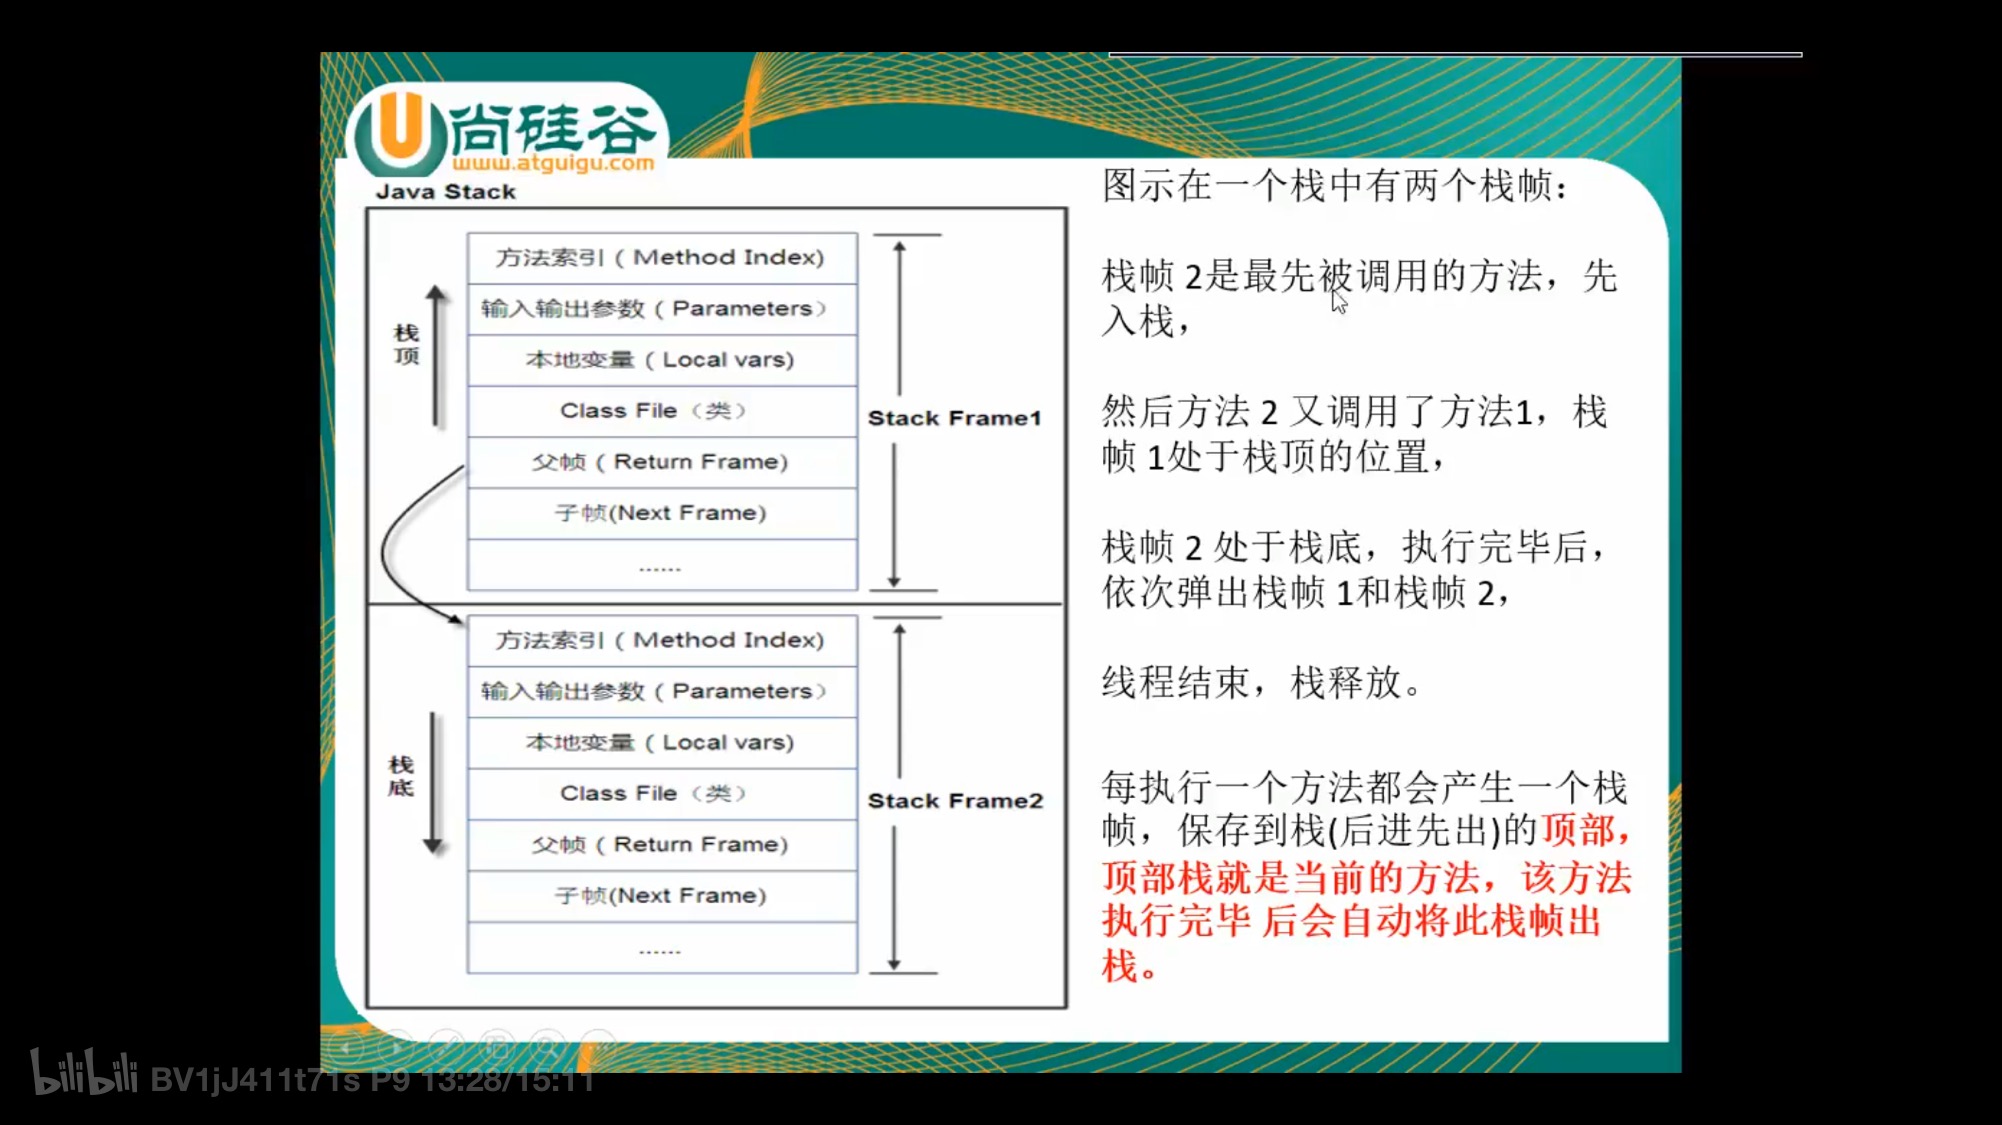 尚硅谷
www.atguigu.com
Java Stack
栈顶
方法索引 ( Method Index)
输入输出参数 ( Parameters )
本地变量 ( Local vars)
Class File（类）
父帧 ( Return Frame)
子帧(Next Frame)
......
Stack Frame1
栈底
方法索引 ( Method Index)
输入输出参数 ( Parameters )
本地变量 ( Local vars)
Class File（类）
父帧 ( Return Frame)
子帧(Next Frame)
......
Stack Frame2
图示在一个栈中有两个栈帧：
栈帧 2是最先被调用的方法，先
入栈，
然后方法 2 又调用了方法1，栈
帧 1处于栈顶的位置，
栈帧 2 处于栈底，执行完毕后，
依次弹出栈帧 1和栈帧 2，
线程结束，栈释放。
每执行一个方法都会产生一个栈
帧，保存到栈(后进先出)的顶部，
顶部栈就是当前的方法，该方法
执行完毕 后会自动将此栈帧出
栈。
bilibili BV1jJ411t71s P9 13:28/15:11